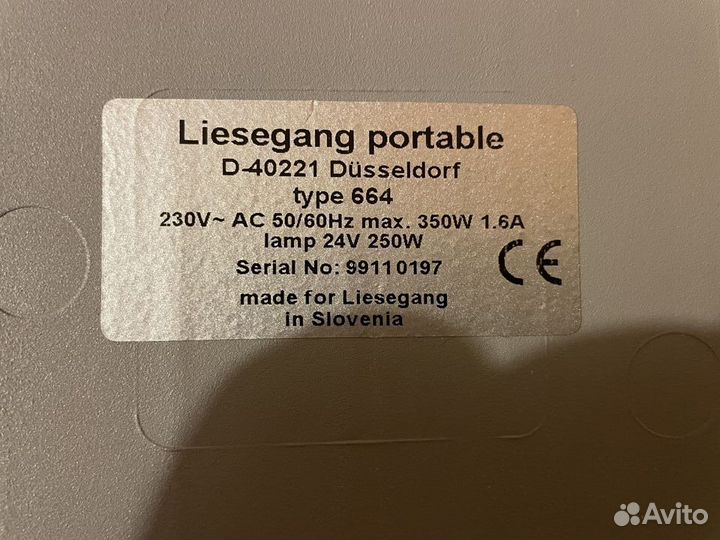 Liesegang portable
D-40221 Düsseldorf
type 664
230V~ AC 50/60Hz max. 350W 1.6A
lamp 24V 250W
Serial No: 99110197
CE
made for Liesegang
in Slovenia
Avito